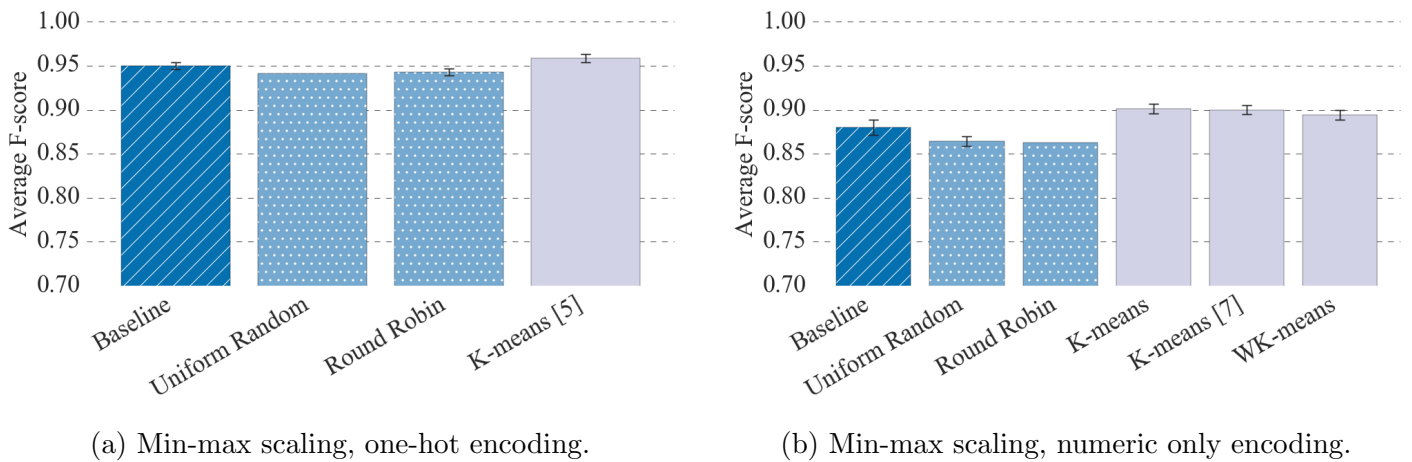 Average F-score
1.00
0.95
0.90
0.85
0.80
0.75
0.70
Baseline
Uniform Random
Round Robin
K-means [5]
(a) Min-max scaling, one-hot encoding.
Average F-score
1.00
0.95
0.90
0.85
0.80
0.75
0.70
Baseline
Uniform Random
Round Robin
K-means
K-means [7]
WK-means
(b) Min-max scaling, numeric only encoding.